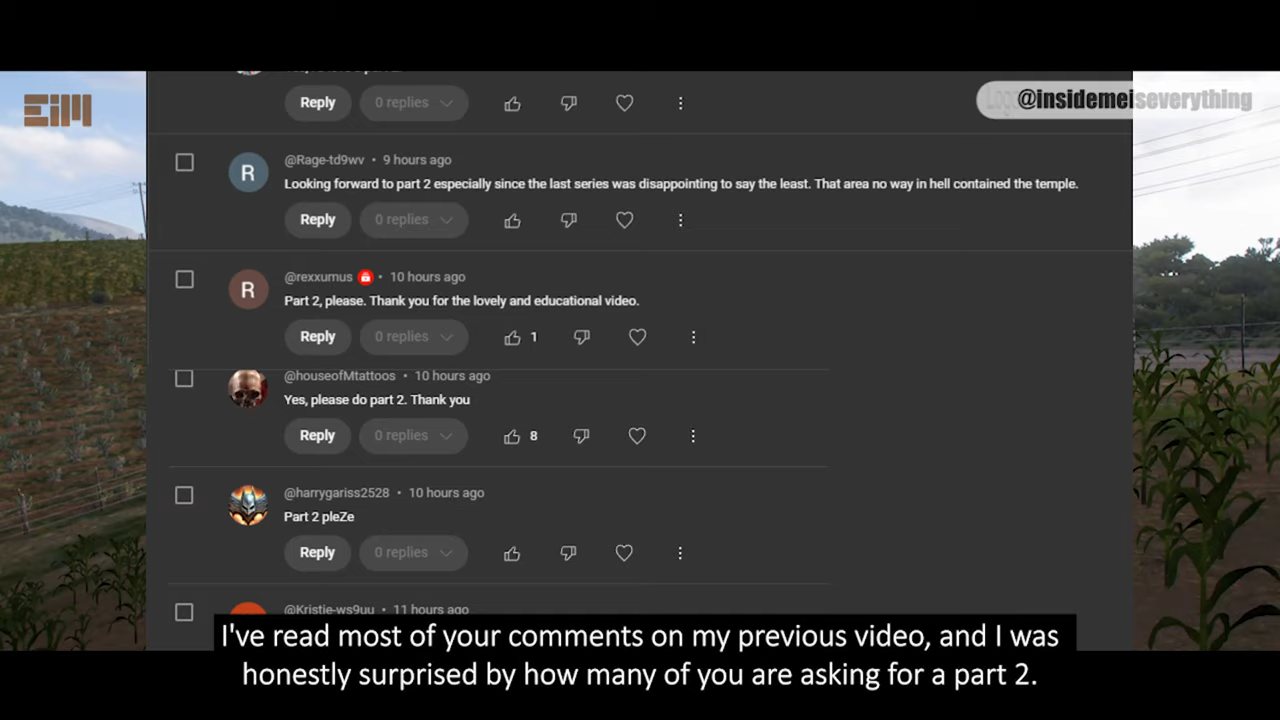 EIM
@insidemeiseverything
Reply 0 replies
@Rage-td9wv • 9 hours ago
Looking forward to part 2 especially since the last series was disappointing to say the least. That area no way in hell contained the temple.
Reply 0 replies
@rexxumus • 10 hours ago
Part 2, please. Thank you for the lovely and educational video.
Reply 0 replies 1
@houseofMtattoos • 10 hours ago
Yes, please do part 2. Thank you
Reply 0 replies 8
@harrygariss2528 • 10 hours ago
Part 2 pleZe
Reply 0 replies
@Kristie-ws9uu • 11 hours ago
I've read most of your comments on my previous video, and I was
honestly surprised by how many of you are asking for a part 2.